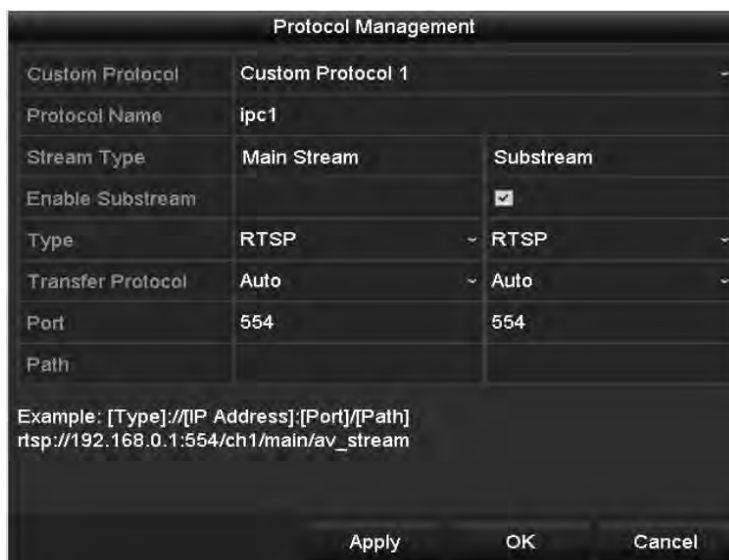 Protocol Management
Custom Protocol Custom Protocol 1
Protocol Name ipc1
Stream Type Main Stream Substream
Enable Substream
Type RTSP RTSP
Transfer Protocol Auto Auto
Port 554 554
Path
Example: [Type]://[IP Address]:[Port]/[Path]
rtsp://192.168.0.1:554/ch1/main/av_stream
Apply OK Cancel